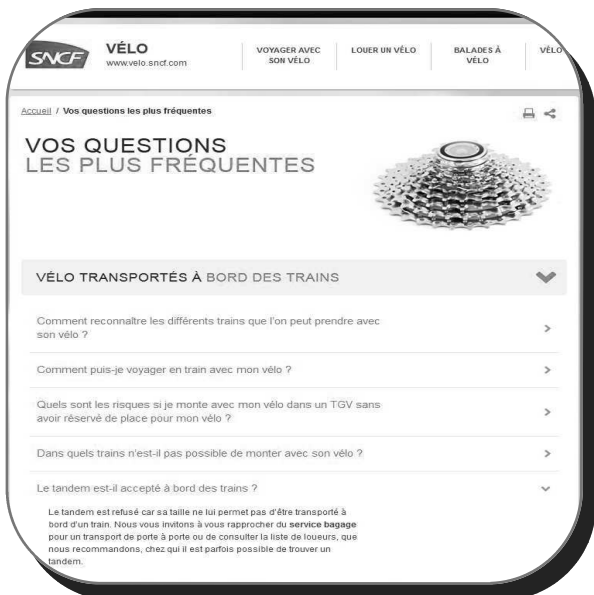 SNCF
VÉLO
www.velo.sncf.com
VOYAGER AVEC
SON VÉLO
LOUER UN VÉLO
BALADES À
VÉLO
VÉLO
Accueil / Vos questions les plus fréquentes
VOS QUESTIONS
LES PLUS FRÉQUENTES
VÉLO TRANSPORTÉS À BORD DES TRAINS
Comment reconnaître les différents trains que l'on peut prendre avec
son vélo ?
Comment puis-je voyager en train avec mon vélo ?
Quels sont les risques si je monte avec mon vélo dans un TGV sans
avoir réservé de place pour mon vélo ?
Dans quels trains n'est-il pas possible de monter avec son vélo ?
Le tandem est-il accepté à bord des trains ?
Le tandem est refusé car sa taille ne lui permet pas d'être transporté à
bord d'un train. Nous vous invitons à vous rapprocher du service bagage
pour un transport de porte à porte ou de consulter la liste de loueurs, que
nous recommandons, chez qui il est parfois possible de trouver un
tandem.